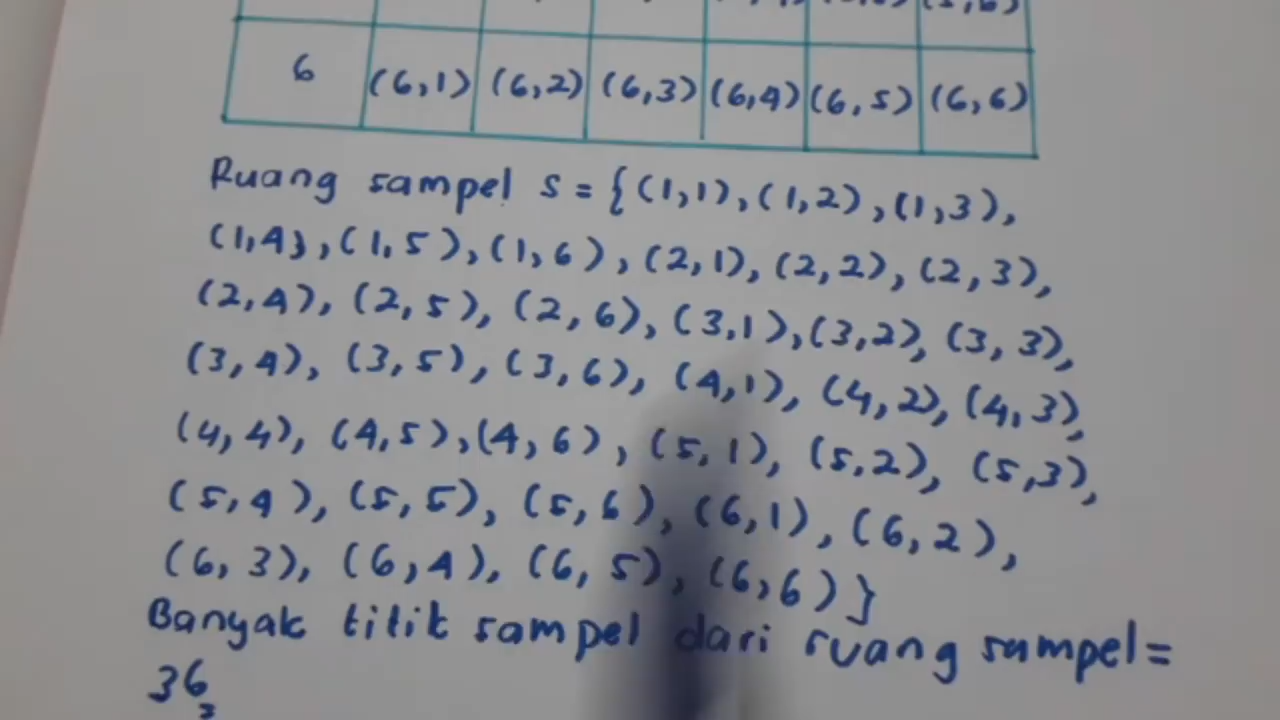 6 (6,1) (6,2) (6,3) (6,4) (6,5) (6,6)
Ruang sampel S = {(1,1), (1,2), (1,3),
(1,4), (1,5), (1,6), (2,1), (2,2), (2,3),
(2,4), (2,5), (2,6), (3,1), (3,2), (3,3),
(3,4), (3,5), (3,6), (4,1), (4,2), (4,3),
(4,4), (4,5), (4,6), (5,1), (5,2), (5,3),
(5,4), (5,5), (5,6), (6,1), (6,2),
(6,3), (6,4), (6,5), (6,6)}
Banyak titik sampel dari ruang sampel =
36